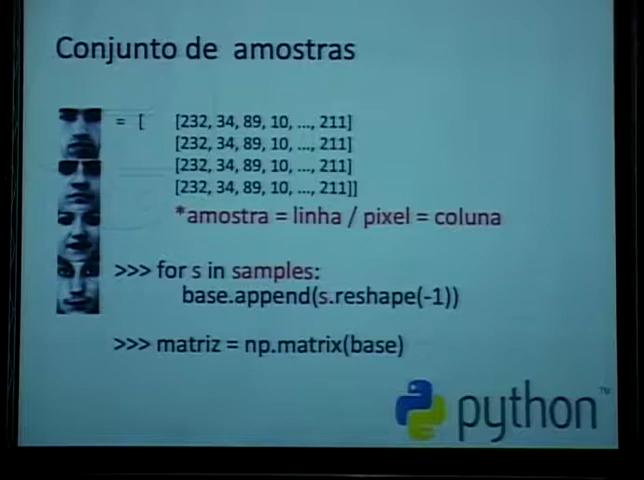 Conjunto de amostras
= [ [232, 34, 89, 10, ..., 211]
[232, 34, 89, 10, ..., 211]
[232, 34, 89, 10, ..., 211]
[232, 34, 89, 10, ..., 211]]
*amostra = linha / pixel = coluna
>>> for s in samples:
base.append(s.reshape(-1))
>>> matriz = np.matrix(base)
python™